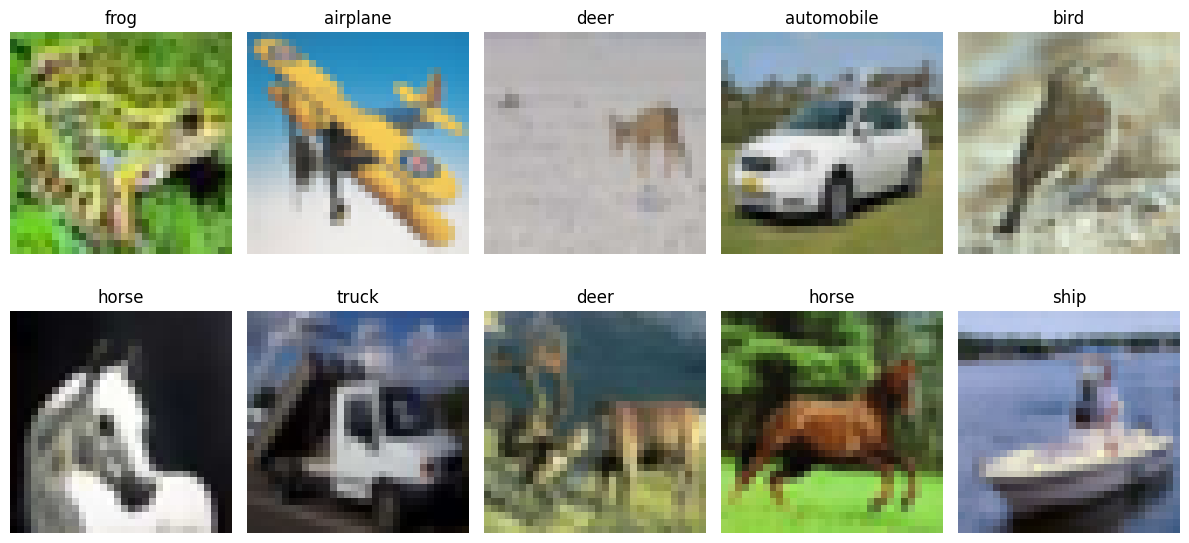 frog
airplane
deer
automobile
bird
horse
truck
deer
horse
ship